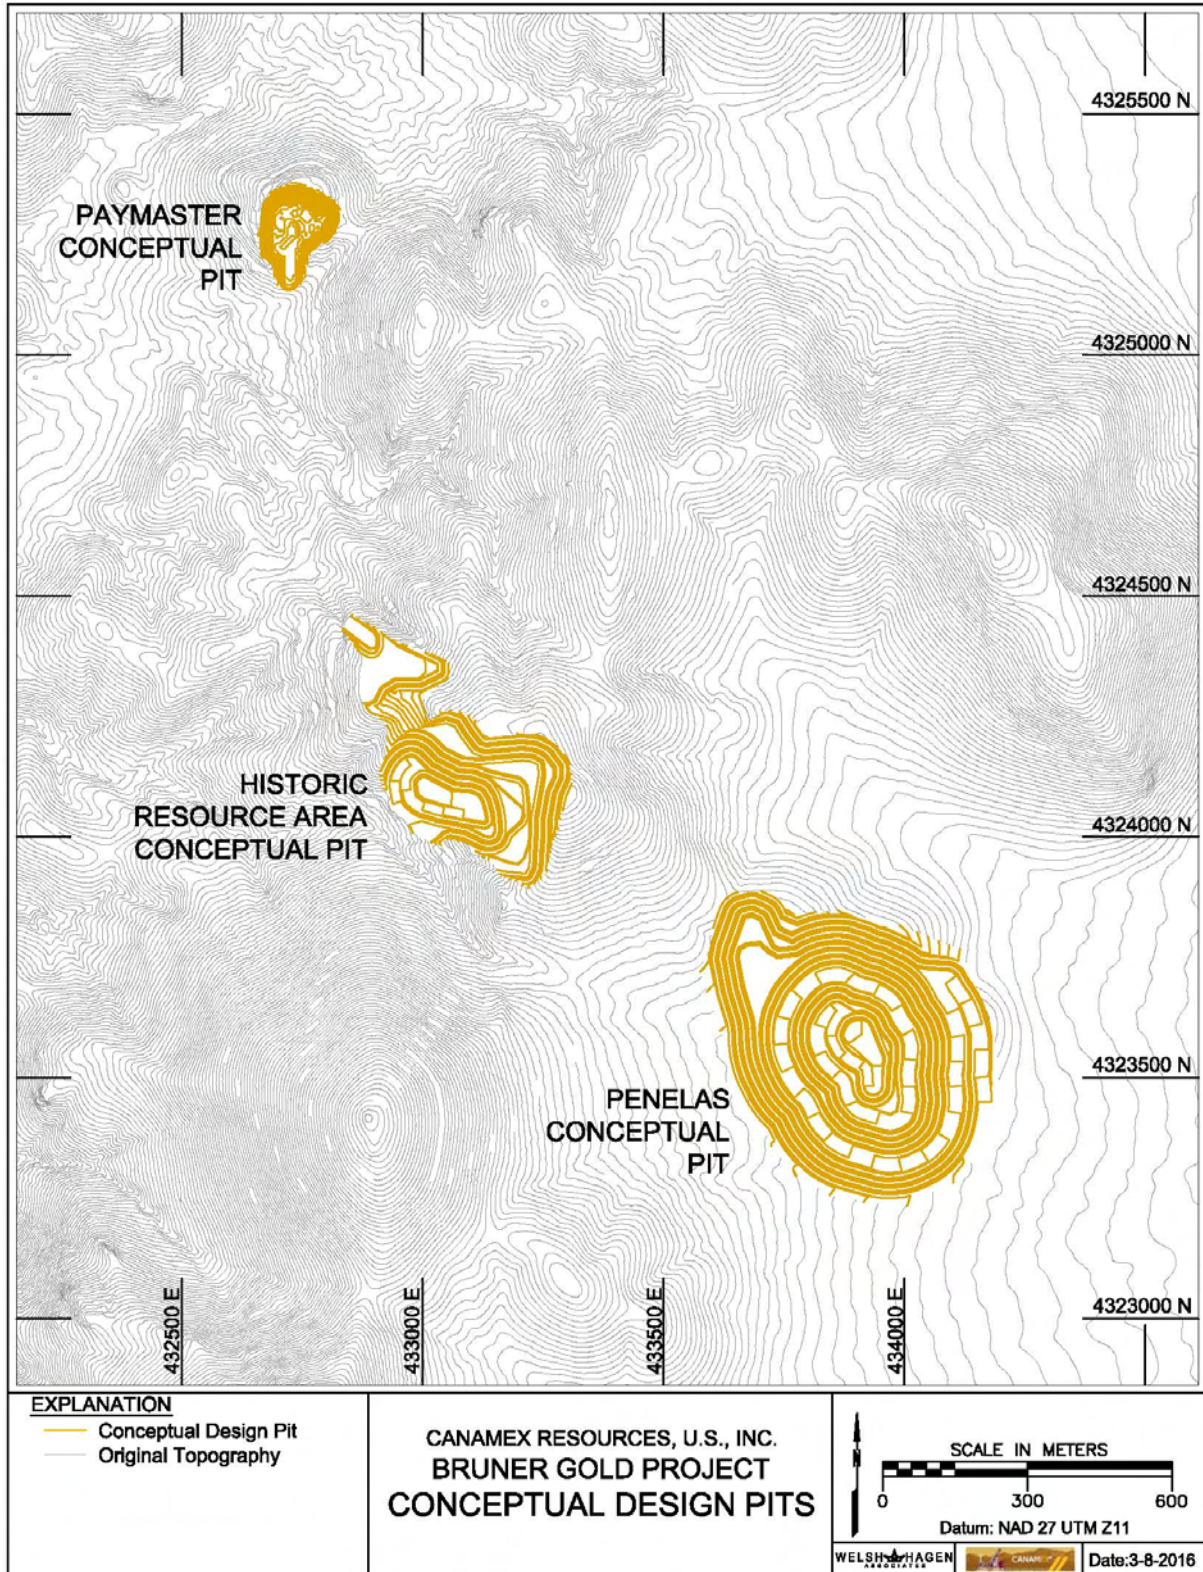 4325500 N
PAYMASTER
CONCEPTUAL
PIT
4325000 N
4324500 N
HISTORIC
RESOURCE AREA
CONCEPTUAL PIT
4324000 N
4323500 N
PENELAS
CONCEPTUAL
PIT
4323000 N
432500 E
433000 E
433500 E
434000 E
EXPLANATION
Conceptual Design Pit
Original Topography
CANAMEX RESOURCES, U.S., INC.
BRUNER GOLD PROJECT
CONCEPTUAL DESIGN PITS
N
SCALE IN METERS
0 300 600
Datum: NAD 27 UTM Z11
WELSH HAGEN
ASSOCIATES
CANAMEX
Date:3-8-2016